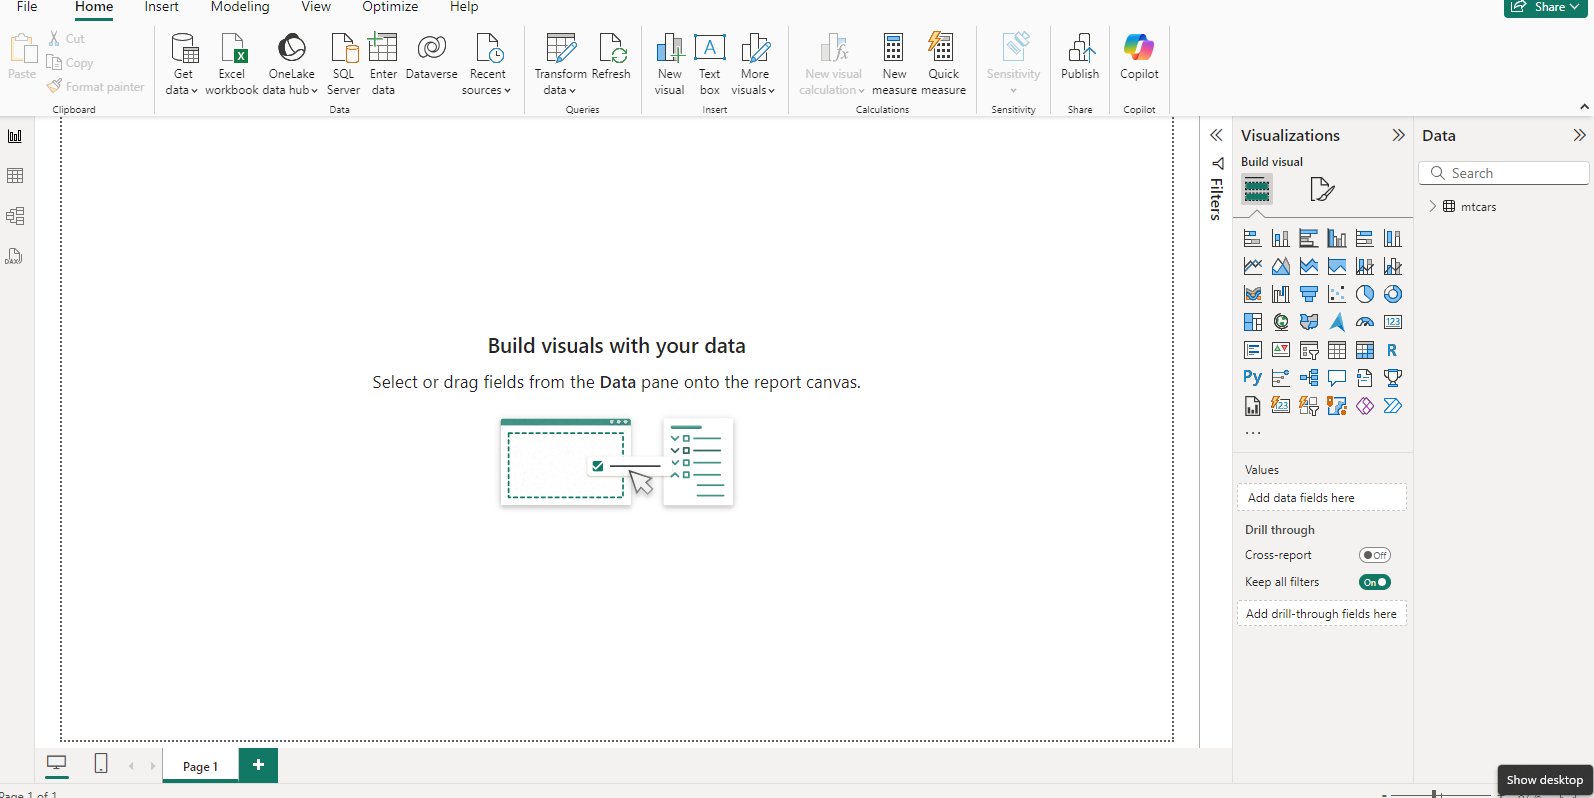 File Home Insert Modeling View Optimize Help Share
Paste Cut
Copy
Format painter
Clipboard
Get data
Excel workbook
OneLake data hub
SQL Server
Enter data
Dataverse
Recent sources
Data
Transform data
Refresh
Queries
New visual
A
Text box
More visuals
Insert
New visual calculation
New measure
Quick measure
Calculations
Sensitivity
Sensitivity
Publish
Share
Copilot
Copilot
DAX
Build visuals with your data
Select or drag fields from the Data pane onto the report canvas.
Filters
Visualizations
Build visual
123
R
Py
123
...
Values
Add data fields here
Drill through
Cross-report Off
Keep all filters On
Add drill-through fields here
Data
Search
mtcars
Page 1
+
Page 1 of 1
Show desktop